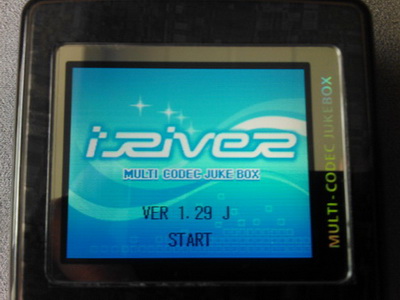 iRiver
MULTI CODEC JUKE BOX
VER 1.29 J
START
MULTI-CODEC JUKEBOX